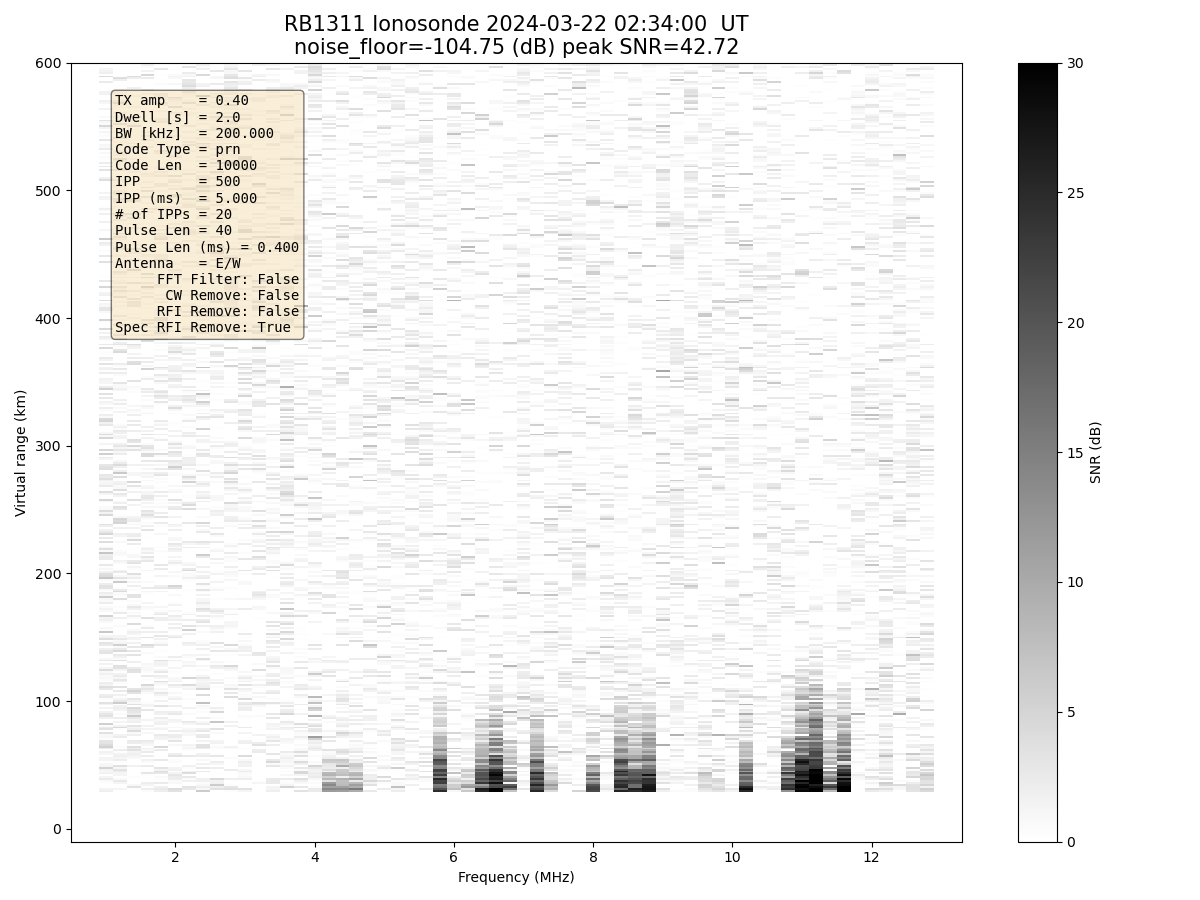 RB1311 Ionosonde 2024-03-22 02:34:00  UT
noise_floor=-104.75 (dB) peak SNR=42.72
TX amp    = 0.40
Dwell [s] = 2.0
BW [kHz]  = 200.000
Code Type = prn
Code Len  = 10000
IPP       = 500
IPP (ms)  = 5.000
# of IPPs = 20
Pulse Len = 40
Pulse Len (ms) = 0.400
Antenna   = E/W
FFT Filter: False
CW Remove: False
RFI Remove: False
Spec RFI Remove: True
Virtual range (km)
600
500
400
300
200
100
0
2 4 6 8 10 12
Frequency (MHz)
30
25
20
15
10
5
0
SNR (dB)